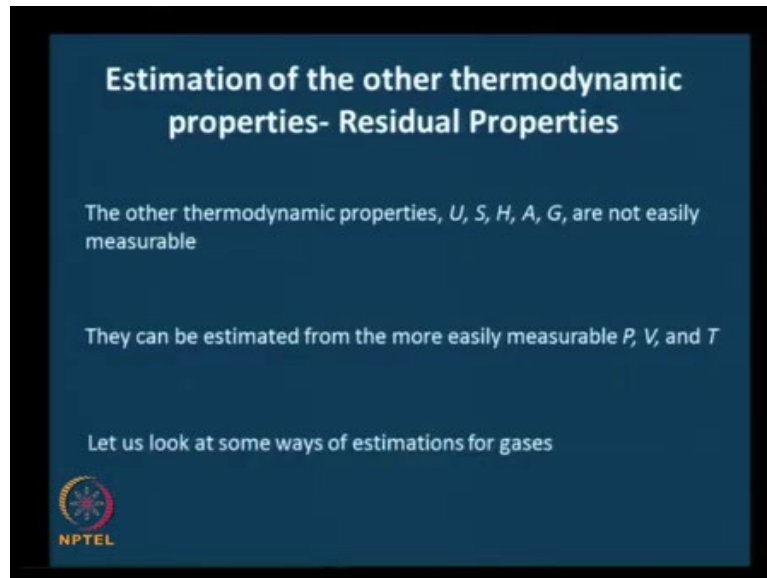 Estimation of the other thermodynamic
properties- Residual Properties
The other thermodynamic properties, U, S, H, A, G, are not easily
measurable
They can be estimated from the more easily measurable P, V, and T
Let us look at some ways of estimations for gases
NPTEL